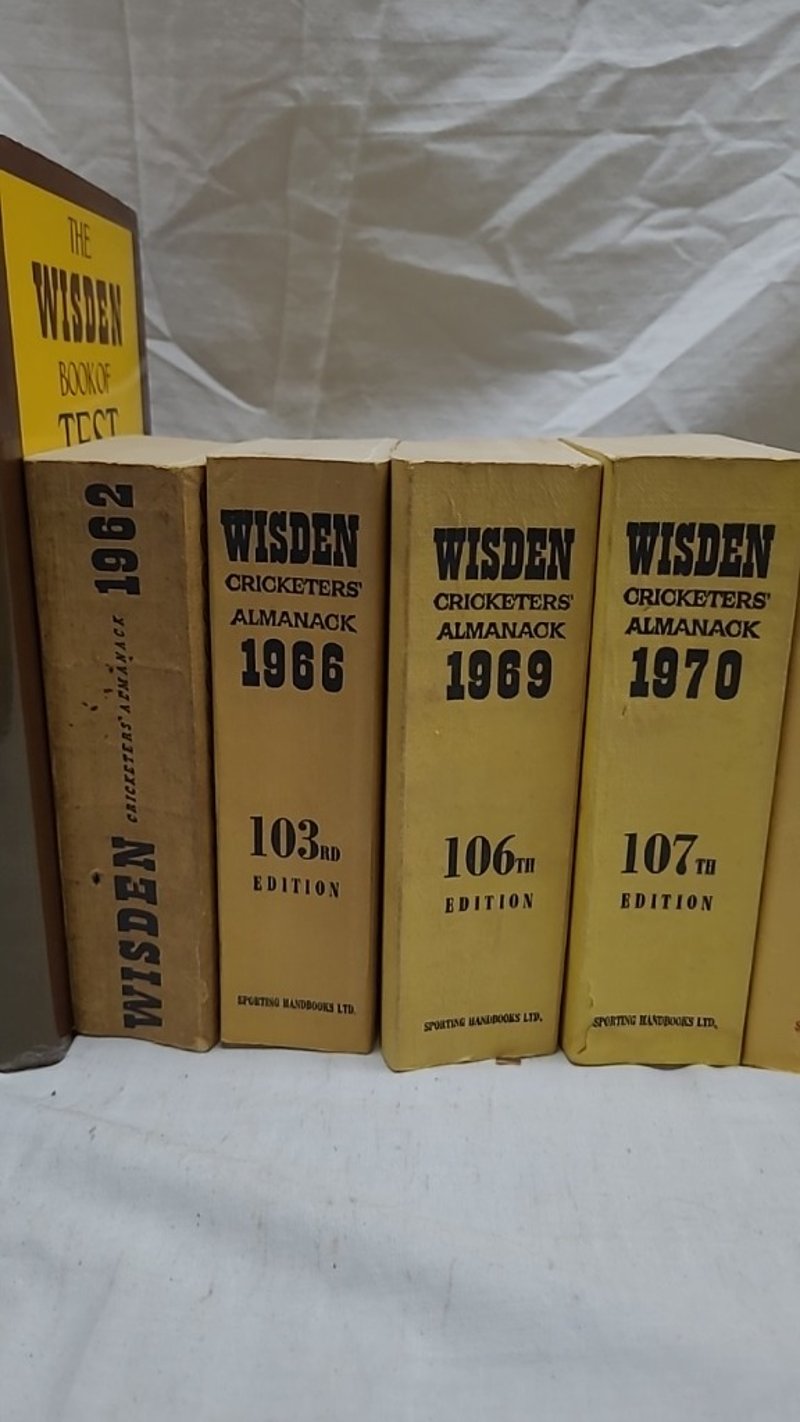 THE
WISDEN
BOOK OF
TEST
WISDEN CRICKETERS' ALMANACK 1962
WISDEN
CRICKETERS'
ALMANACK
1966
103RD
EDITION
SPORTING HANDBOOKS LTD.
WISDEN
CRICKETERS'
ALMANACK
1969
106TH
EDITION
SPORTING HANDBOOKS LTD.
WISDEN
CRICKETERS'
ALMANACK
1970
107TH
EDITION
SPORTING HANDBOOKS LTD.